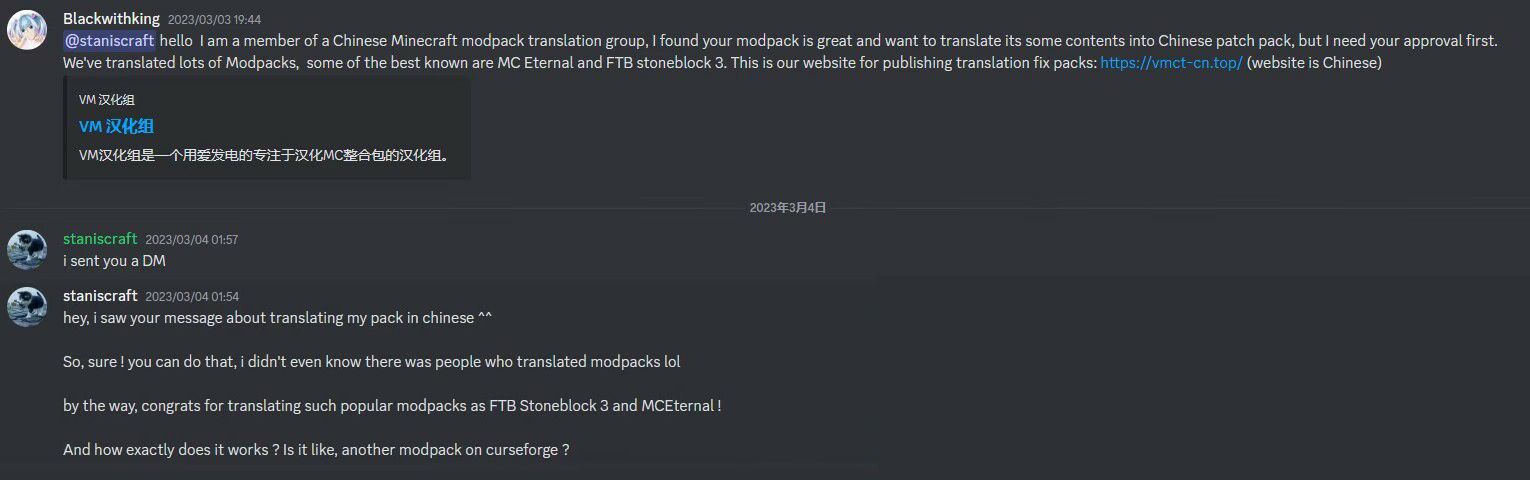 Blackwithking 2023/03/03 19:44
@staniscraft hello I am a member of a Chinese Minecraft modpack translation group, I found your modpack is great and want to translate its some contents into Chinese patch pack, but I need your approval first.
We've translated lots of Modpacks, some of the best known are MC Eternal and FTB stoneblock 3. This is our website for publishing translation fix packs: https://vmct-cn.top/ (website is Chinese)
VM 汉化组
VM 汉化组
VM汉化组是一个用爱发电的专注于汉化MC整合包的汉化组。
2023年3月4日
staniscraft 2023/03/04 01:57
i sent you a DM
staniscraft 2023/03/04 01:54
hey, i saw your message about translating my pack in chinese ^^
So, sure ! you can do that, i didn't even know there was people who translated modpacks lol
by the way, congrats for translating such popular modpacks as FTB Stoneblock 3 and MCEternal !
And how exactly does it works ? Is it like, another modpack on curseforge ?